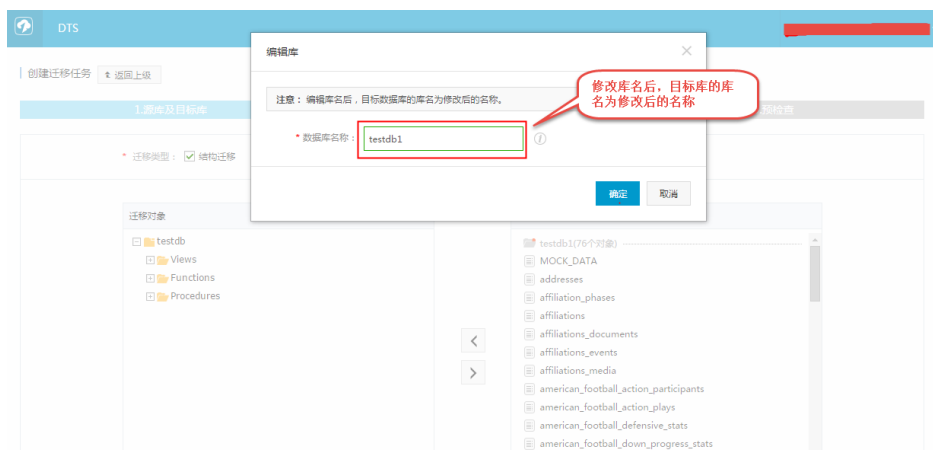 DTS
编辑库
创建迁移任务
返回上级
注意：编辑库名后，目标数据库的库名为修改后的名称。
修改库名后，目标库的库
名为修改后的名称
1.源库及目标库
预检查
* 数据库名称：
testdb1
* 迁移类型：
结构迁移
确定
取消
迁移对象
testdb
Views
Functions
Procedures
testdb1(76个对象)
MOCK_DATA
addresses
affiliation_phases
affiliations
affiliations_documents
affiliations_events
affiliations_media
american_football_action_participants
american_football_action_plays
american_football_defensive_stats
american_football_down_progress_stats